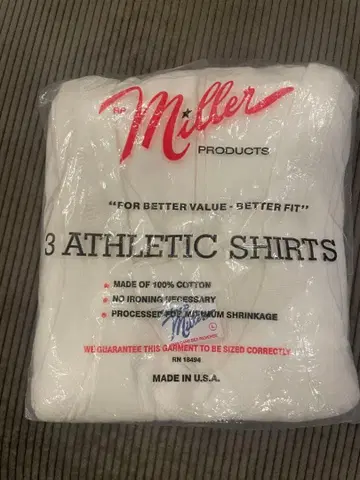 Miller
PRODUCTS
"FOR BETTER VALUE - BETTER FIT"
3 ATHLETIC SHIRTS
MADE OF 100% COTTON
NO IRONING NECESSARY
PROCESSED FOR MINIMUM SHRINKAGE
Miller
L
WE GUARANTEE THIS GARMENT TO BE SIZED CORRECTLY
RN 18494
MADE IN U.S.A.